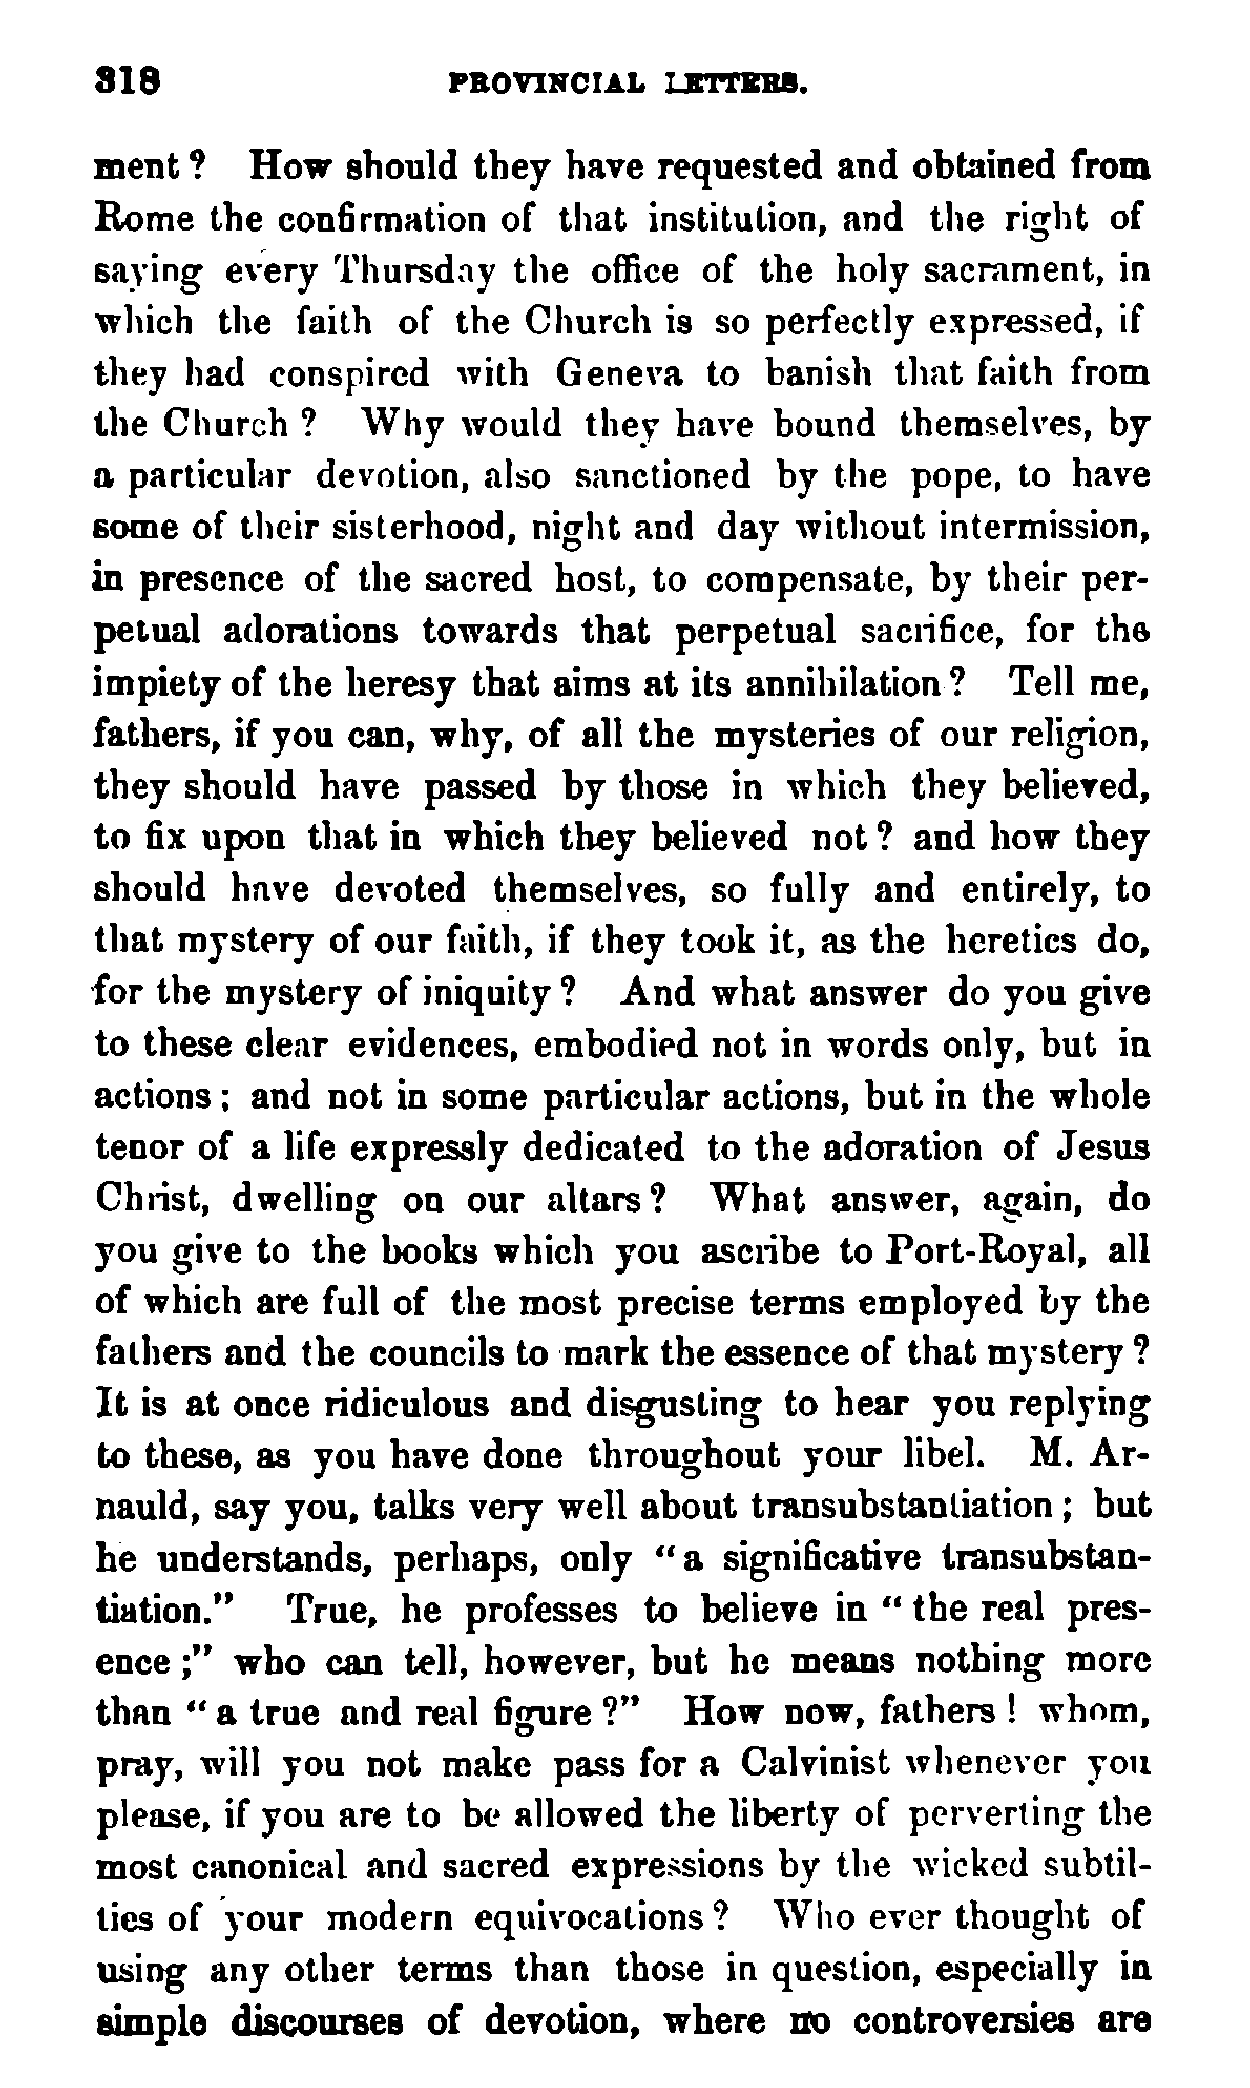 318 PROVINCIAL LETTERS.
ment ? How should they have requested and obtained from
Rome the confirmation of that institution, and the right of
saying every Thursday the office of the holy sacrament, in
which the faith of the Church is so perfectly expressed, if
they had conspired with Geneva to banish that faith from
the Church ? Why would they have bound themselves, by
a particular devotion, also sanctioned by the pope, to have
some of their sisterhood, night and day without intermission,
in presence of the sacred host, to compensate, by their per-
petual adorations towards that perpetual sacrifice, for the
impiety of the heresy that aims at its annihilation ? Tell me,
fathers, if you can, why, of all the mysteries of our religion,
they should have passed by those in which they believed,
to fix upon that in which they believed not ? and how they
should have devoted themselves, so fully and entirely, to
that mystery of our faith, if they took it, as the heretics do,
for the mystery of iniquity ? And what answer do you give
to these clear evidences, embodied not in words only, but in
actions ; and not in some particular actions, but in the whole
tenor of a life expressly dedicated to the adoration of Jesus
Christ, dwelling on our altars ? What answer, again, do
you give to the books which you ascribe to Port-Royal, all
of which are full of the most precise terms employed by the
fathers and the councils to mark the essence of that mystery ?
It is at once ridiculous and disgusting to hear you replying
to these, as you have done throughout your libel. M. Ar-
nauld, say you, talks very well about transubstantiation ; but
he understands, perhaps, only "a significative transubstan-
tiation." True, he professes to believe in "the real pres-
ence ;" who can tell, however, but he means nothing more
than "a true and real figure ?" How now, fathers ! whom,
pray, will you not make pass for a Calvinist whenever you
please, if you are to be allowed the liberty of perverting the
most canonical and sacred expressions by the wicked subtil-
ties of your modern equivocations ? Who ever thought of
using any other terms than those in question, especially in
simple discourses of devotion, where no controversies are